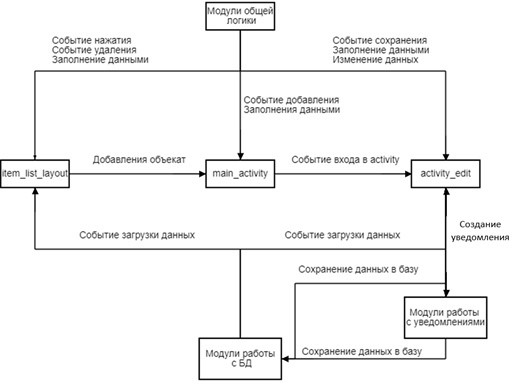 Модули общей
логики
Событие нажатия
Событие удаления
Заполнение данными
Событие сохранения
Заполнение данными
Изменение данных
Событие добавления
Заполнения данными
Добавления объекат
Событие входа в activity
item_list_layout
main_activity
activity_edit
Создание
уведомления
Событие загрузки данных
Событие загрузки данных
Сохранение данных в базу
Модули работы
с уведомлениями
Модули работы
с БД
Сохранение данных в базу